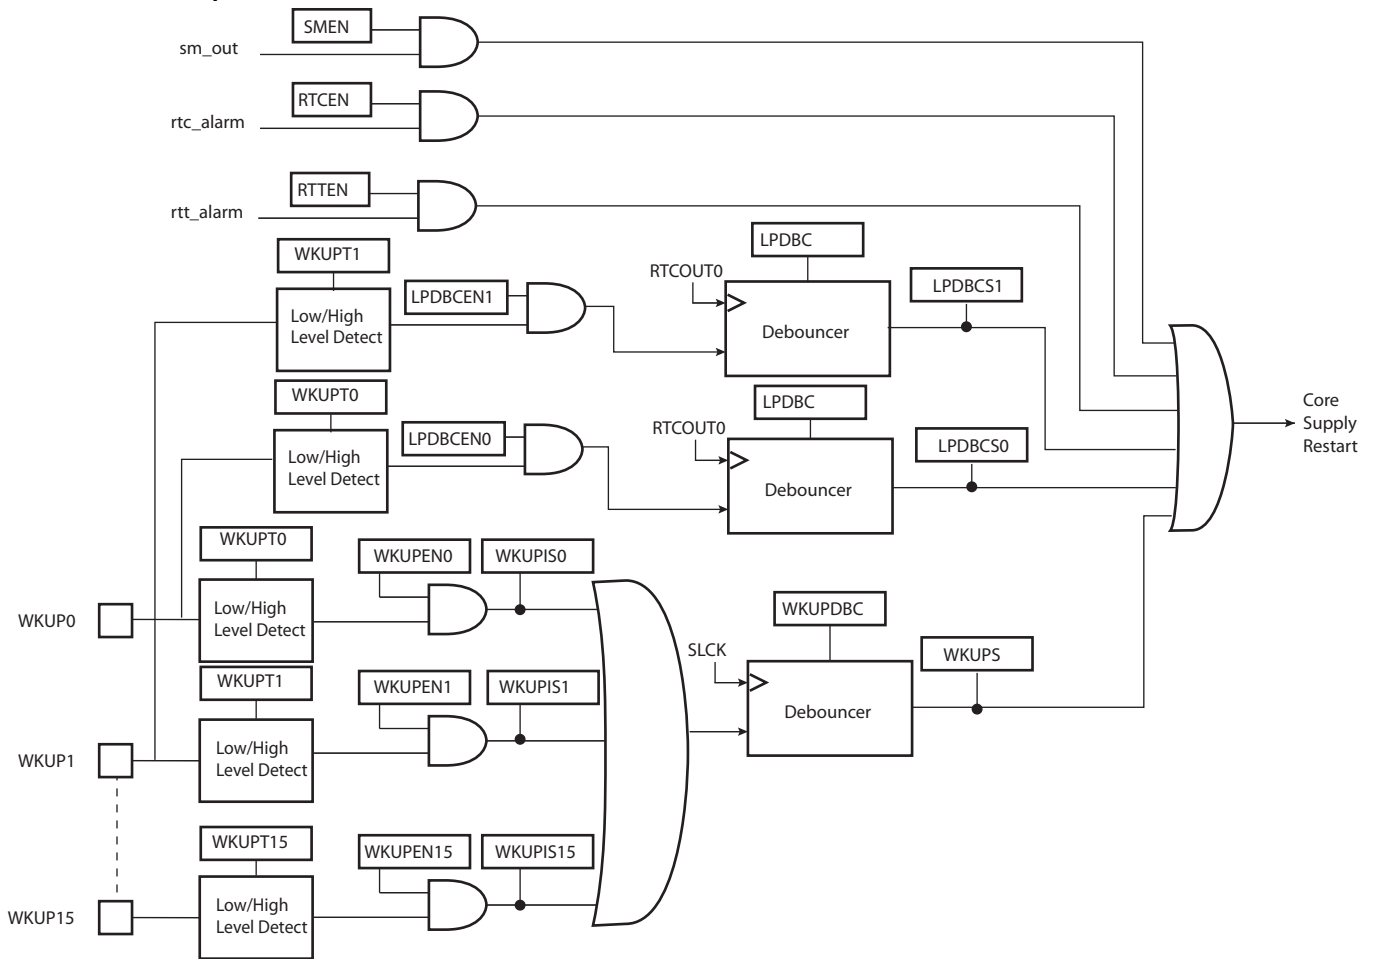 SMEN
sm_out
RTCEN
rtc_alarm
RTTEN
rtt_alarm
WKUPT1
LPDBC
RTCOUT0
LPDBCEN1
LPDBCS1
Low/High
Level Detect
Debouncer
WKUPT0
LPDBC
RTCOUT0
LPDBCEN0
LPDBCS0
Low/High
Level Detect
Debouncer
Core
Supply
Restart
WKUPT0
WKUPEN0
WKUPIS0
WKUP0
Low/High
Level Detect
WKUPDBC
SLCK
WKUPS
Debouncer
WKUPT1
WKUPEN1
WKUPIS1
WKUP1
Low/High
Level Detect
WKUPT15
WKUPEN15
WKUPIS15
WKUP15
Low/High
Level Detect